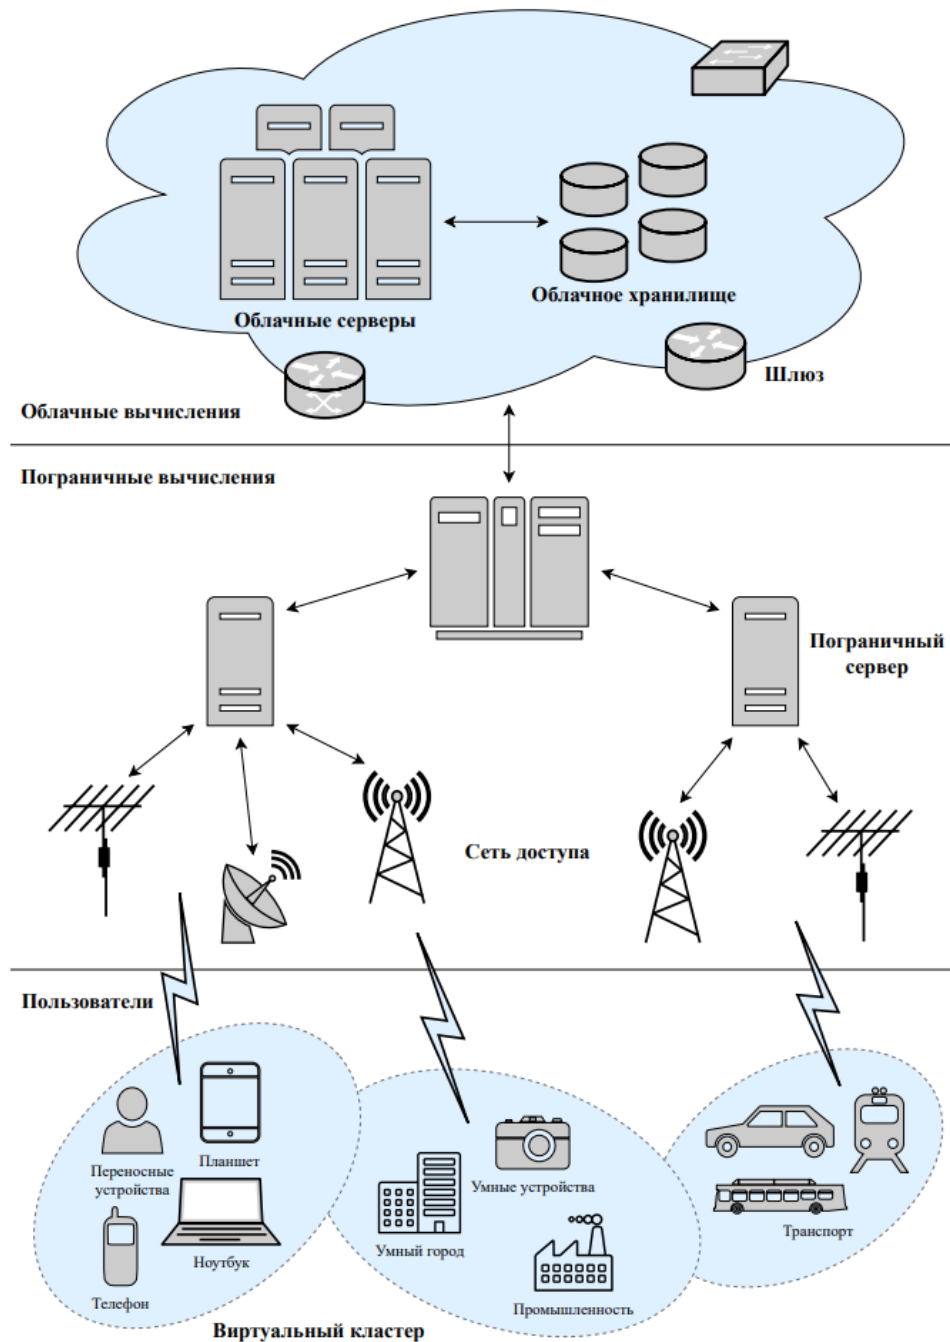 Облачное хранилище
Облачные серверы
Шлюз
Облачные вычисления
Пограничные вычисления
Пограничный
сервер
Сеть доступа
Пользователи
Переносные
устройства
Планшет
Умные устройства
Транспорт
Умный город
Ноутбук
Телефон
Промышленность
Виртуальный кластер